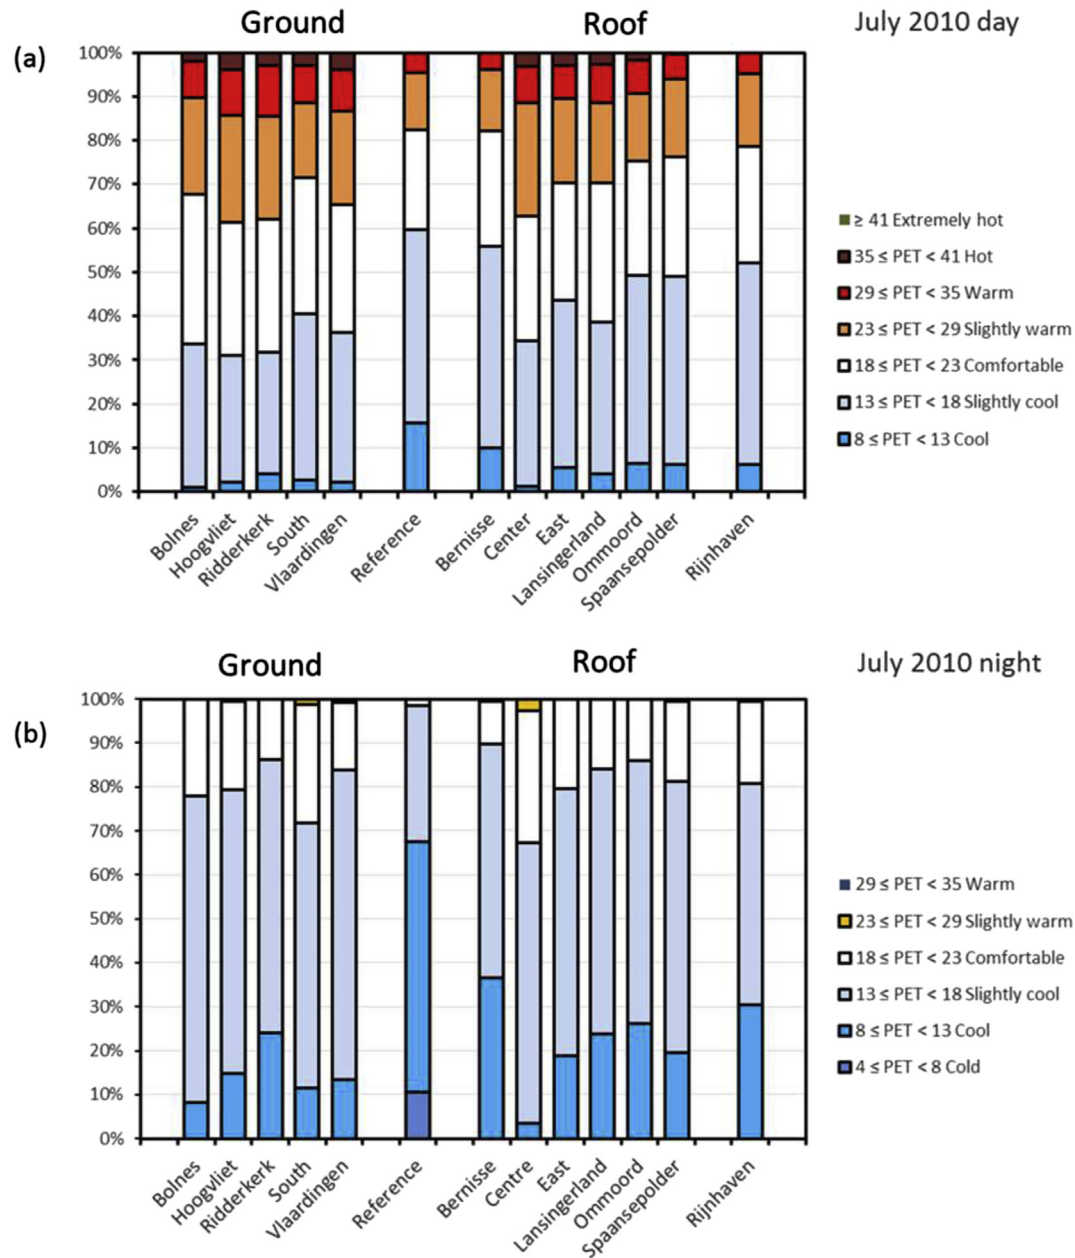 Ground Roof July 2010 day
(a)
100%
90%
80%
70%
60%
50%
40%
30%
20%
10%
0%
≥ 41 Extremely hot
35 ≤ PET < 41 Hot
29 ≤ PET < 35 Warm
23 ≤ PET < 29 Slightly warm
18 ≤ PET < 23 Comfortable
13 ≤ PET < 18 Slightly cool
8 ≤ PET < 13 Cool
Bolnes
Hoogvliet
Ridderkerk
South
Vlaardingen
Reference
Bernisse
Center
East
Lansingerland
Ommoord
Spaansepolder
Rijnhaven
Ground Roof July 2010 night
(b)
100%
90%
80%
70%
60%
50%
40%
30%
20%
10%
0%
29 ≤ PET < 35 Warm
23 ≤ PET < 29 Slightly warm
18 ≤ PET < 23 Comfortable
13 ≤ PET < 18 Slightly cool
8 ≤ PET < 13 Cool
4 ≤ PET < 8 Cold
Bolnes
Hoogvliet
Ridderkerk
South
Vlaardingen
Reference
Bernisse
Centre
East
Lansingerland
Ommoord
Spaansepolder
Rijnhaven